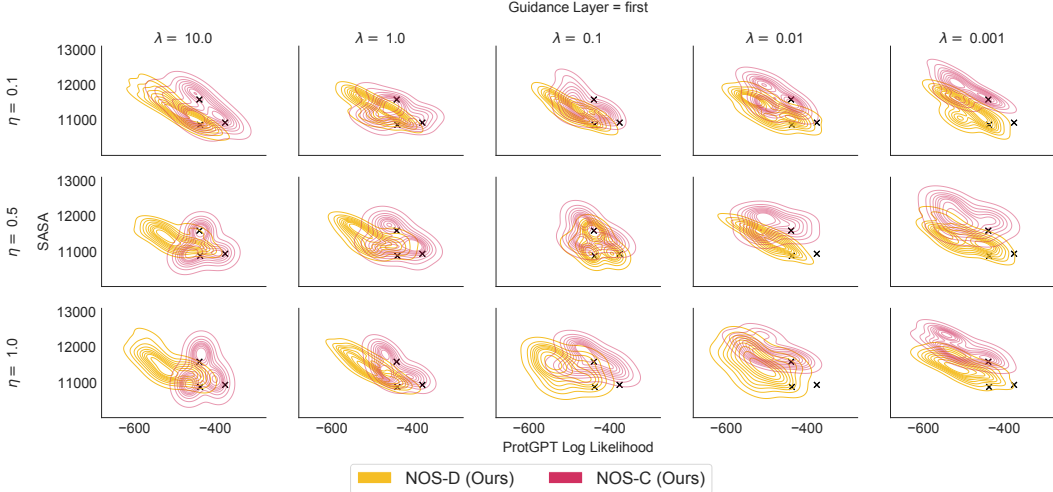 Guidance Layer = first
λ = 10.0
λ = 1.0
λ = 0.1
λ = 0.01
λ = 0.001
η = 0.1
13000
12000
11000
η = 0.5
SASA
13000
12000
11000
η = 1.0
13000
12000
11000
−600
−400
−600
−400
−600
−400
−600
−400
−600
−400
ProtGPT Log Likelihood
NOS-D (Ours)
NOS-C (Ours)